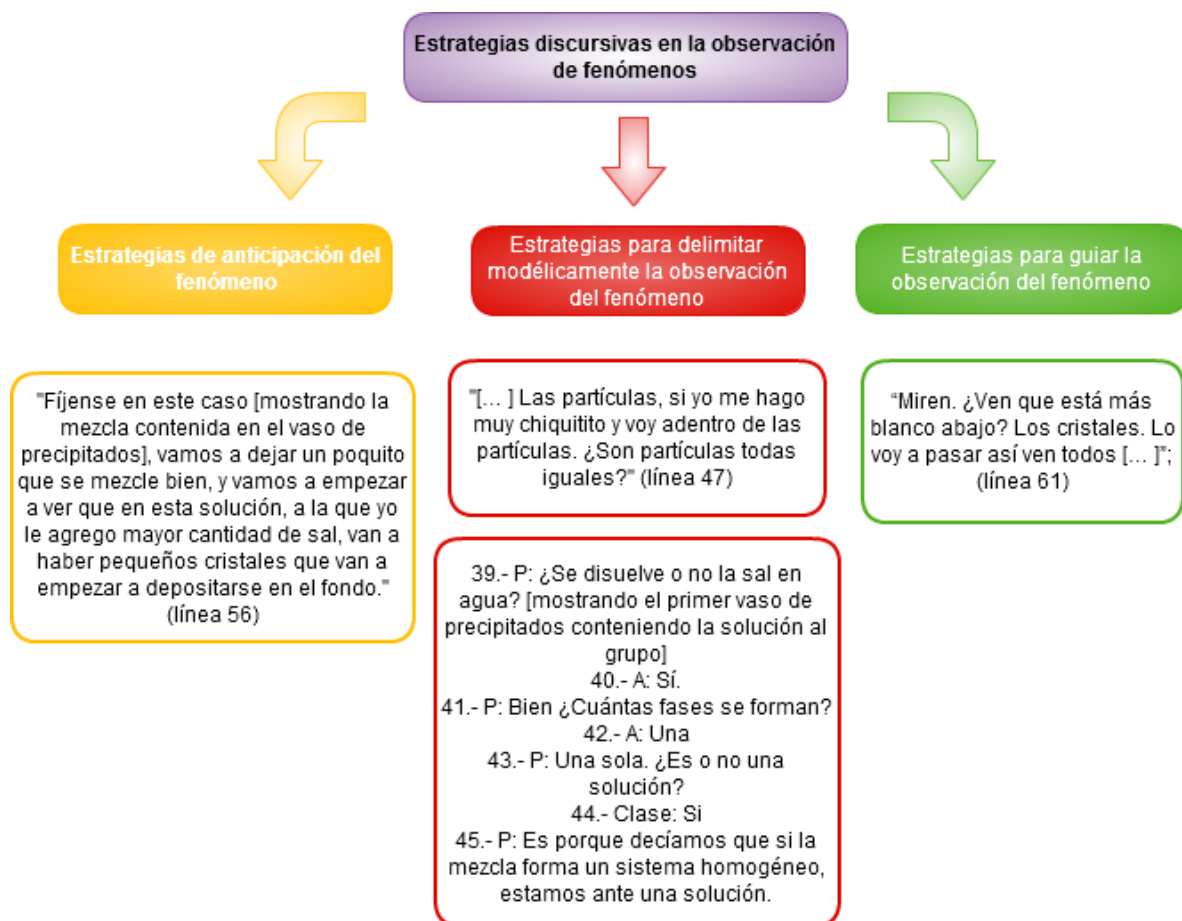 Estrategias discursivas en la observación
de fenómenos
Estrategias de anticipación del
fenómeno
Estrategias para delimitar
modélicamente la observación
del fenómeno
Estrategias para guiar la
observación del fenómeno
"Fíjense en este caso [mostrando la
mezcla contenida en el vaso de
precipitados], vamos a dejar un poquito
que se mezcle bien, y vamos a empezar
a ver que en esta solución, a la que yo
le agrego mayor cantidad de sal, van a
haber pequeños cristales que van a
empezar a depositarse en el fondo."
(línea 56)
"[... ] Las partículas, si yo me hago
muy chiquitito y voy adentro de las
partículas. ¿Son partículas todas
iguales?" (línea 47)
39.- P: ¿Se disuelve o no la sal en
agua? [mostrando el primer vaso de
precipitados conteniendo la solución al
grupo]
40.- A: Sí.
41.- P: Bien ¿Cuántas fases se forman?
42.- A: Una
43.- P: Una sola. ¿Es o no una
solución?
44.- Clase: Si
45.- P: Es porque decíamos que si la
mezcla forma un sistema homogéneo,
estamos ante una solución.
“Miren. ¿Ven que está más
blanco abajo? Los cristales. Lo
voy a pasar así ven todos [... ]”;
(línea 61)